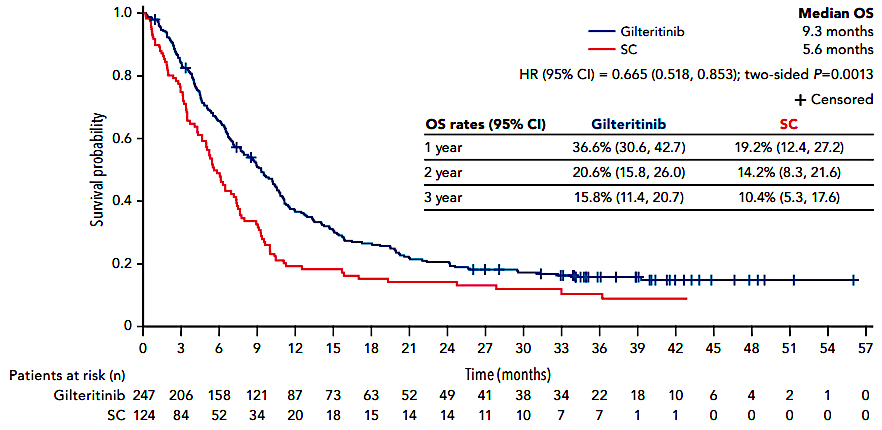 Median OS
Gilteritinib 9.3 months
SC 5.6 months
HR (95% CI) = 0.665 (0.518, 0.853); two-sided P=0.0013
+ Censored
OS rates (95% CI) Gilteritinib SC
1 year 36.6% (30.6, 42.7) 19.2% (12.4, 27.2)
2 year 20.6% (15.8, 26.0) 14.2% (8.3, 21.6)
3 year 15.8% (11.4, 20.7) 10.4% (5.3, 17.6)
Survival probability
1.0
0.8
0.6
0.4
0.2
0
0 3 6 9 12 15 18 21 24 27 30 33 36 39 42 45 48 51 54 57
Time (months)
Patients at risk (n)
Gilteritinib 247 206 158 121 87 73 63 52 49 41 38 34 22 18 10 6 4 2 1 0
SC 124 84 52 34 20 18 15 14 14 11 10 7 7 1 1 0 0 0 0 0